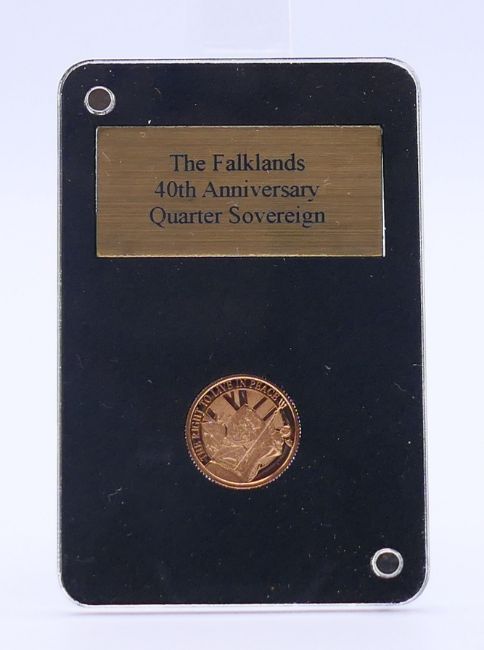 The Falklands
40th Anniversary
Quarter Sovereign
THE RIGHT TO LIVE IN PEACE